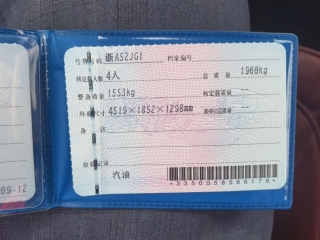 号牌号码 浙A52JG1 档案编号
核定载人数 4人 总质量 1960kg
整备质量 1553kg 核定载质量 --
外廓尺寸 4519×1852×1298mm 准牵引总质量 --
备注
检验记录
汽油
09-12